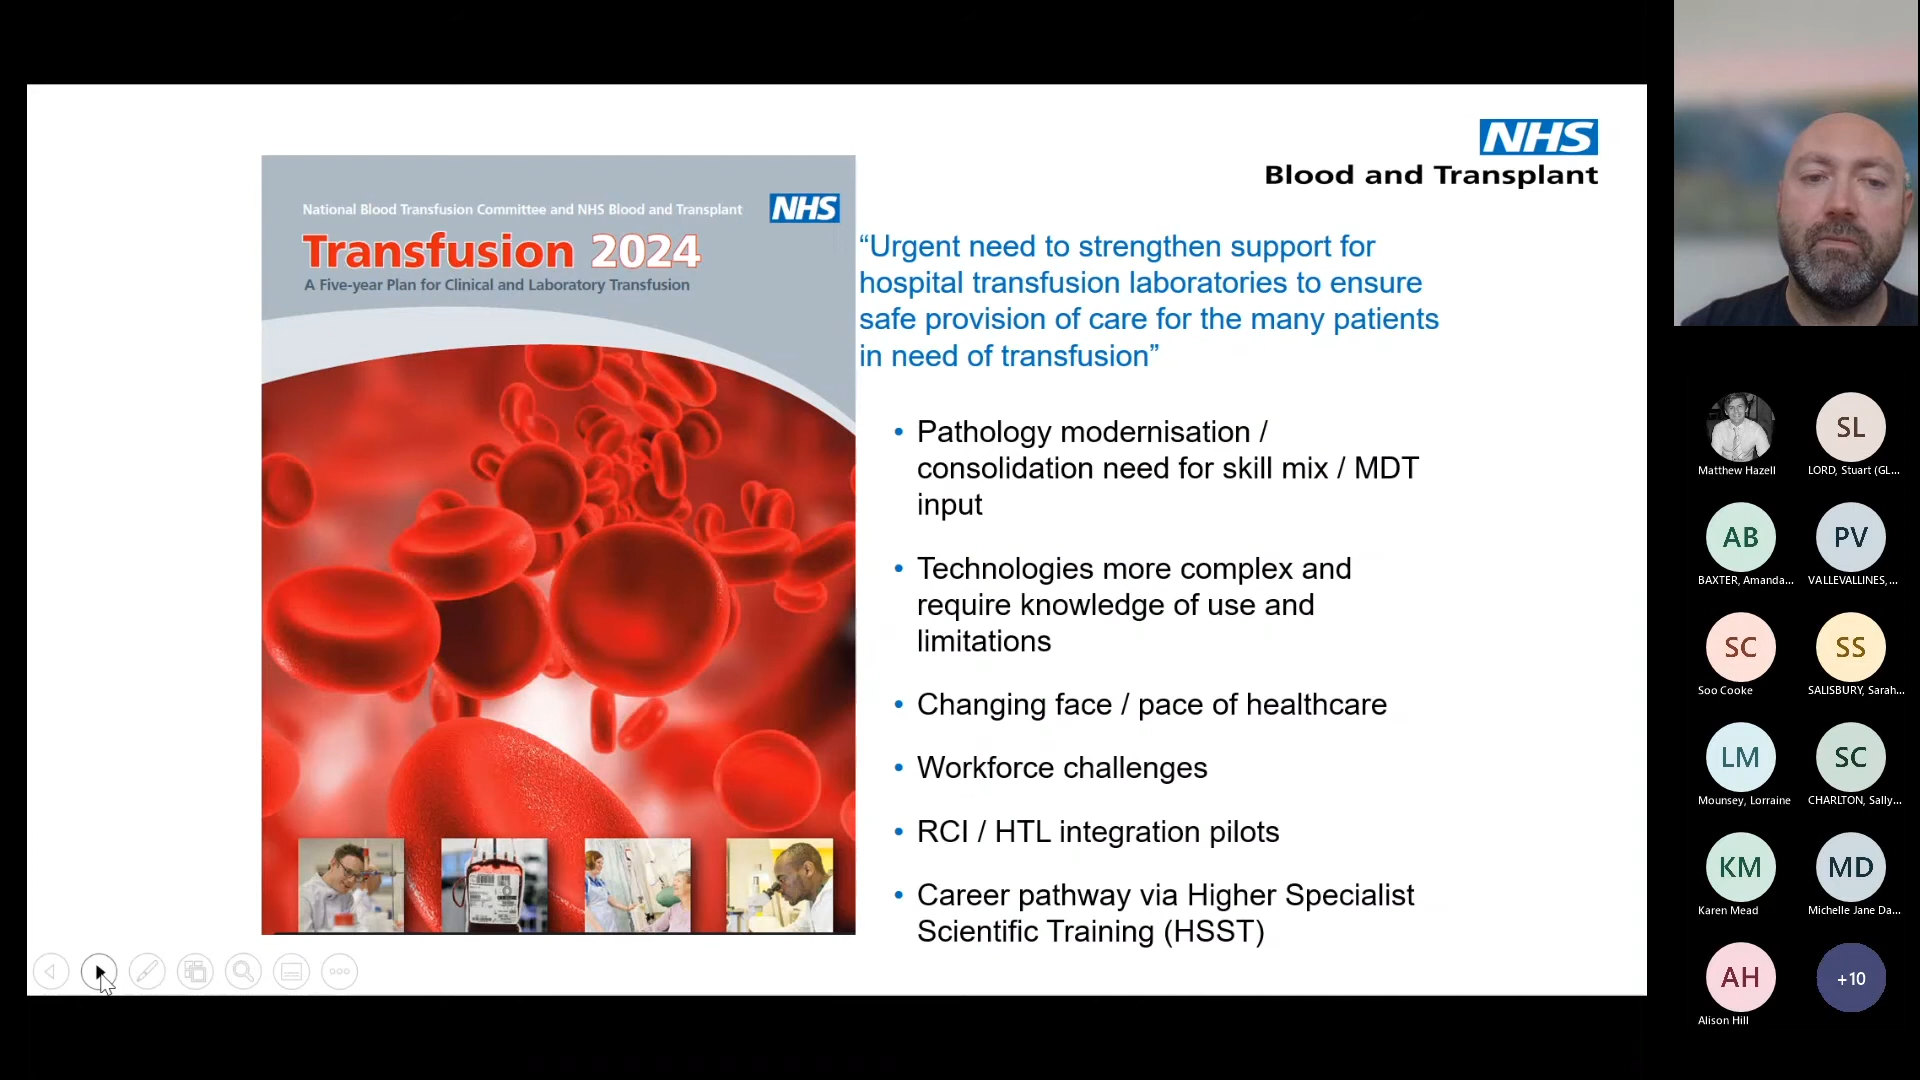 NHS
Blood and Transplant
National Blood Transfusion Committee and NHS Blood and Transplant
NHS
Transfusion 2024
A Five-year Plan for Clinical and Laboratory Transfusion
“Urgent need to strengthen support for
hospital transfusion laboratories to ensure
safe provision of care for the many patients
in need of transfusion”
• Pathology modernisation /
consolidation need for skill mix / MDT
input
• Technologies more complex and
require knowledge of use and
limitations
• Changing face / pace of healthcare
• Workforce challenges
• RCI / HTL integration pilots
• Career pathway via Higher Specialist
Scientific Training (HSST)
Matthew Hazell
SL
LORD, Stuart (GL...
AB
BAXTER, Amanda...
PV
VALLEVALLINES,...
SC
Soo Cooke
SS
SALISBURY, Sarah...
LM
Mounsey, Lorraine
SC
CHARLTON, Sally...
KM
Karen Mead
MD
Michelle Jane Da...
AH
Alison Hill
+10